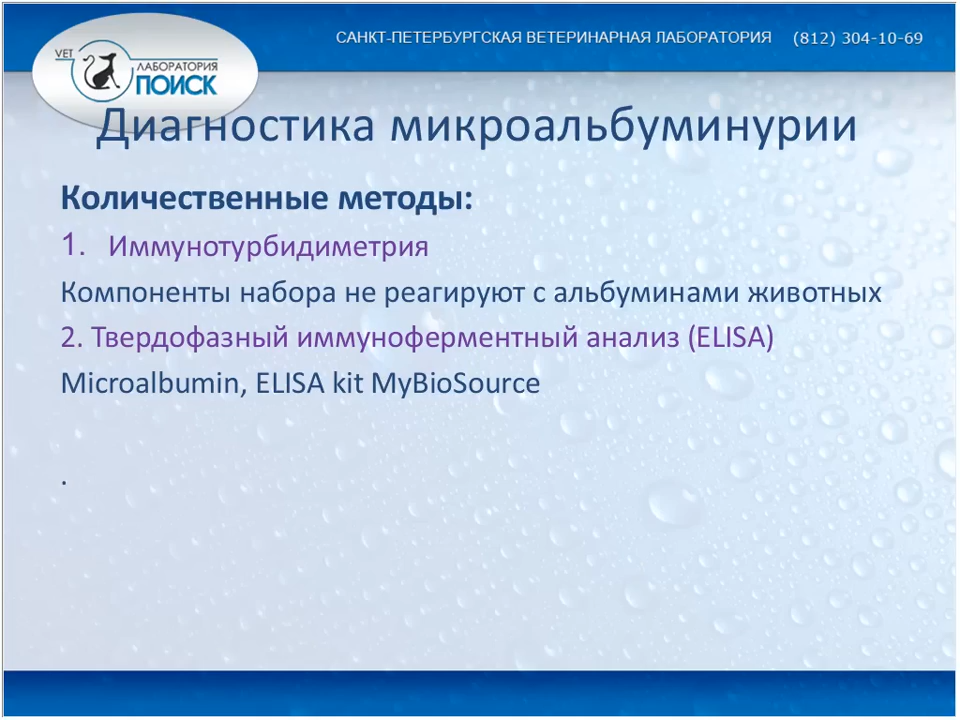 САНКТ-ПЕТЕРБУРГСКАЯ ВЕТЕРИНАРНАЯ ЛАБОРАТОРИЯ (812) 304-10-69
VET
ЛАБОРАТОРИЯ
ПОИСК
Диагностика микроальбуминурии
Количественные методы:
1. Иммунотурбидиметрия
Компоненты набора не реагируют с альбуминами животных
2. Твердофазный иммуноферментный анализ (ELISA)
Microalbumin, ELISA kit MyBioSource
.